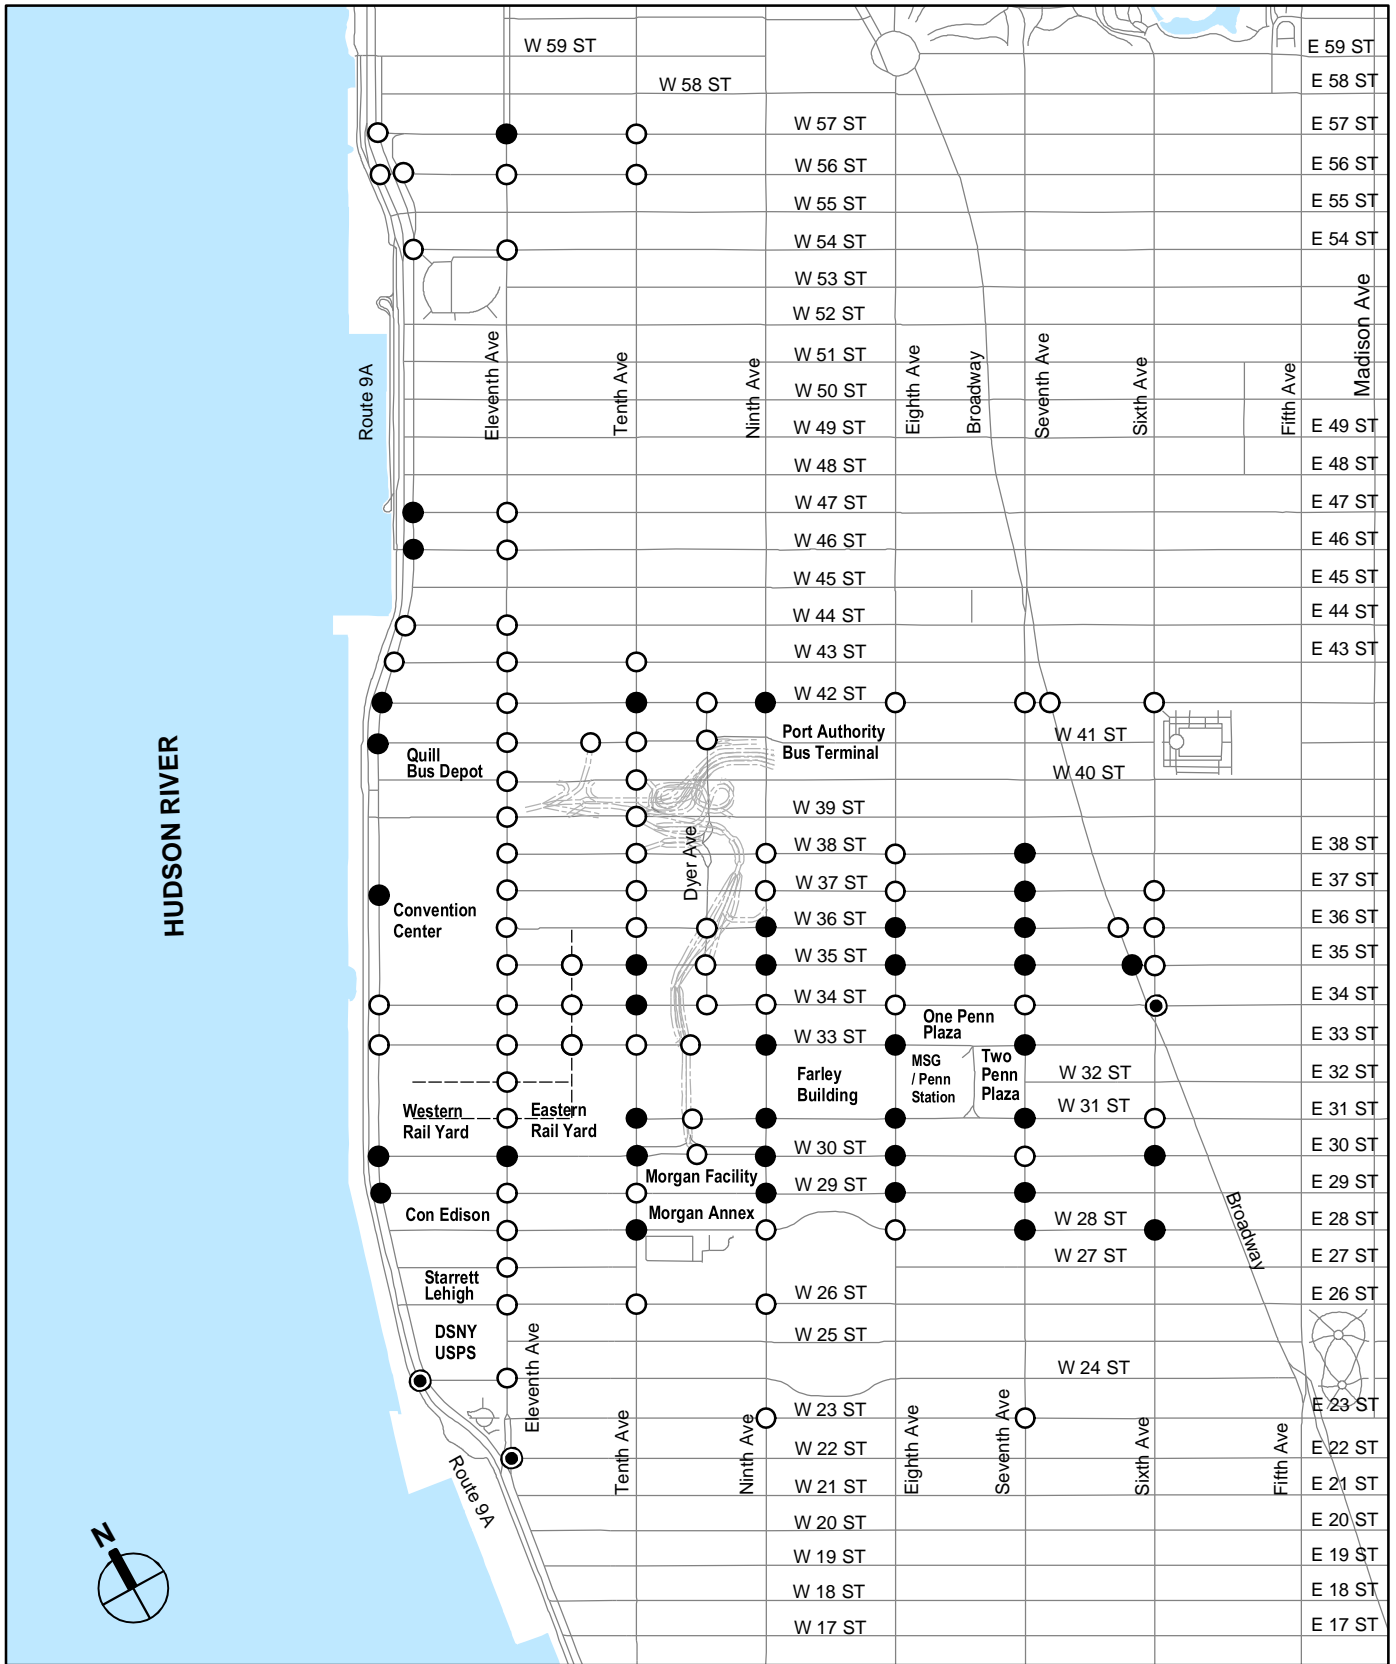 W 59 ST
E 59 ST
W 58 ST
E 58 ST
W 57 ST
E 57 ST
W 56 ST
E 56 ST
W 55 ST
E 55 ST
W 54 ST
E 54 ST
W 53 ST
W 52 ST
W 51 ST
W 50 ST
Route 9A
Eleventh Ave
Tenth Ave
Ninth Ave
Eighth Ave
Broadway
Seventh Ave
Sixth Ave
Fifth Ave
Madison Ave
W 49 ST
E 49 ST
W 48 ST
E 48 ST
W 47 ST
E 47 ST
W 46 ST
E 46 ST
W 45 ST
E 45 ST
W 44 ST
E 44 ST
W 43 ST
E 43 ST
W 42 ST
Port Authority
Bus Terminal
W 41 ST
Quill
Bus Depot
W 40 ST
HUDSON RIVER
W 39 ST
Dyer Ave
W 38 ST
E 38 ST
W 37 ST
E 37 ST
Convention
Center
W 36 ST
E 36 ST
W 35 ST
E 35 ST
W 34 ST
E 34 ST
One Penn
Plaza
W 33 ST
E 33 ST
MSG
/ Penn
Station
Two
Penn
Plaza
Farley
Building
W 32 ST
E 32 ST
Western
Rail Yard
Eastern
Rail Yard
W 31 ST
E 31 ST
W 30 ST
E 30 ST
Morgan Facility
W 29 ST
E 29 ST
Con Edison
Morgan Annex
W 28 ST
E 28 ST
Broadway
W 27 ST
E 27 ST
Starrett
Lehigh
W 26 ST
E 26 ST
DSNY
USPS
W 25 ST
W 24 ST
Eleventh Ave
W 23 ST
E 23 ST
Tenth Ave
Ninth Ave
Eighth Ave
Seventh Ave
Sixth Ave
Fifth Ave
W 22 ST
E 22 ST
Route 9A
W 21 ST
E 21 ST
W 20 ST
E 20 ST
N
W 19 ST
E 19 ST
W 18 ST
E 18 ST
W 17 ST
E 17 ST